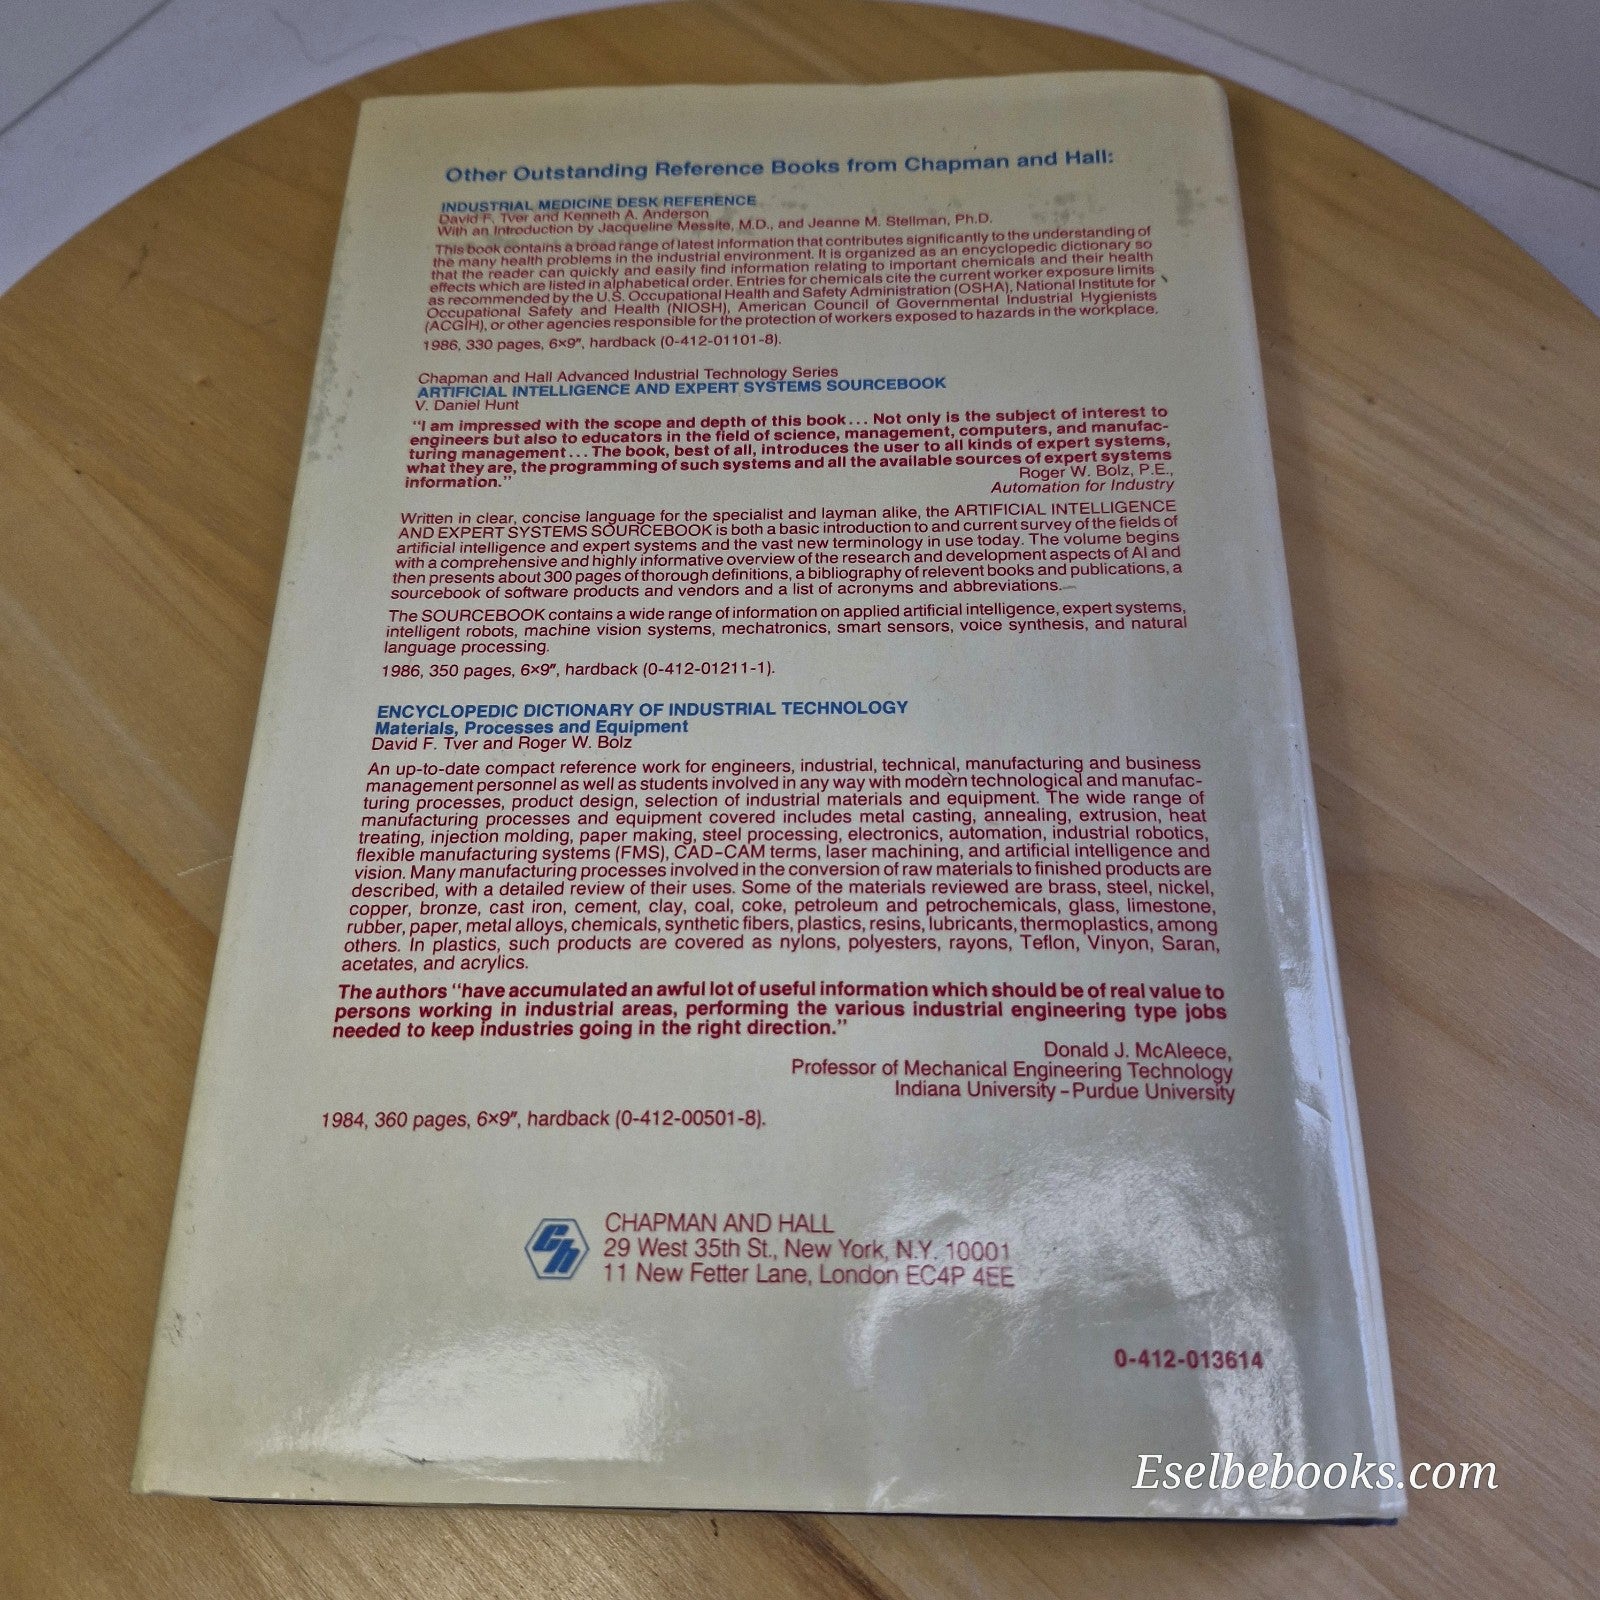 Other Outstanding Reference Books from Chapman and Hall:
INDUSTRIAL MEDICINE DESK REFERENCE
David F. Tver and Kenneth A. Anderson
With an Introduction by Jacqueline Messite, M.D., and Jeanne M. Stellman, Ph.D.
This book contains a broad range of latest information that contributes significantly to the understanding of
the many health problems in the industrial environment. It is organized as an encyclopedic dictionary so
that the reader can quickly and easily find information relating to important chemicals and their health
effects which are listed in alphabetical order. Entries for chemicals cite the current worker exposure limits
as recommended by the U.S. Occupational Health and Safety Administration (OSHA), National Institute for
Occupational Safety and Health (NIOSH), American Council of Governmental Industrial Hygienists
(ACGIH), or other agencies responsible for the protection of workers exposed to hazards in the workplace.
1986, 330 pages, 6×9″, hardback (0-412-01101-8).
Chapman and Hall Advanced Industrial Technology Series
ARTIFICIAL INTELLIGENCE AND EXPERT SYSTEMS SOURCEBOOK
V. Daniel Hunt
"I am impressed with the scope and depth of this book... Not only is the subject of interest to
engineers but also to educators in the field of science, management, computers, and manufac-
turing management... The book, best of all, introduces the user to all kinds of expert systems,
what they are, the programming of such systems and all the available sources of expert systems
information."
Roger W. Bolz, P.E.,
Automation for Industry
Written in clear, concise language for the specialist and layman alike, the ARTIFICIAL INTELLIGENCE
AND EXPERT SYSTEMS SOURCEBOOK is both a basic introduction to and current survey of the fields of
artificial intelligence and expert systems and the vast new terminology in use today. The volume begins
with a comprehensive and highly informative overview of the research and development aspects of AI and
then presents about 300 pages of thorough definitions, a bibliography of relevent books and publications, a
sourcebook of software products and vendors and a list of acronyms and abbreviations.
The SOURCEBOOK contains a wide range of information on applied artificial intelligence, expert systems,
intelligent robots, machine vision systems, mechatronics, smart sensors, voice synthesis, and natural
language processing.
1986, 350 pages, 6×9″, hardback (0-412-01211-1).
ENCYCLOPEDIC DICTIONARY OF INDUSTRIAL TECHNOLOGY
Materials, Processes and Equipment
David F. Tver and Roger W. Bolz
An up-to-date compact reference work for engineers, industrial, technical, manufacturing and business
management personnel as well as students involved in any way with modern technological and manufac-
turing processes, product design, selection of industrial materials and equipment. The wide range of
manufacturing processes and equipment covered includes metal casting, annealing, extrusion, heat
treating, injection molding, paper making, steel processing, electronics, automation, industrial robotics,
flexible manufacturing systems (FMS), CAD-CAM terms, laser machining, and artificial intelligence and
vision. Many manufacturing processes involved in the conversion of raw materials to finished products are
described, with a detailed review of their uses. Some of the materials reviewed are brass, steel, nickel,
copper, bronze, cast iron, cement, clay, coal, coke, petroleum and petrochemicals, glass, limestone,
rubber, paper, metal alloys, chemicals, synthetic fibers, plastics, resins, lubricants, thermoplastics, among
others. In plastics, such products are covered as nylons, polyesters, rayons, Teflon, Vinyon, Saran,
acetates, and acrylics.
The authors "have accumulated an awful lot of useful information which should be of real value to
persons working in industrial areas, performing the various industrial engineering type jobs
needed to keep industries going in the right direction."
Donald J. McAleece,
Professor of Mechanical Engineering Technology
Indiana University–Purdue University
1984, 360 pages, 6×9″, hardback (0-412-00501-8).
Ch
CHAPMAN AND HALL
29 West 35th St., New York, N.Y. 10001
11 New Fetter Lane, London EC4P 4EE
0-412-013614
Eselbebooks.com